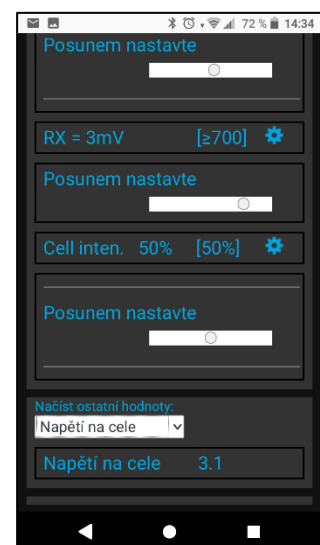 72 % 14:34
Posunem nastavte
RX = 3mV [≥700]
Posunem nastavte
Cell inten. 50% [50%]
Posunem nastavte
Načíst ostatní hodnoty:
Napětí na cele
Napětí na cele 3.1